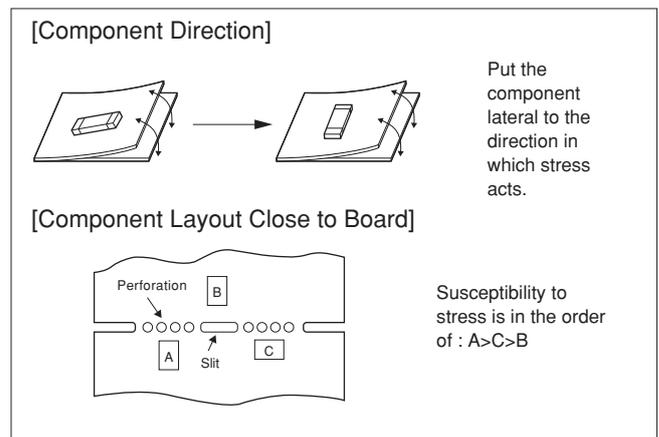 [Component Direction]
Put the
component
lateral to the
direction in
which stress
acts.
[Component Layout Close to Board]
Perforation
B
A
Slit
C
Susceptibility to
stress is in the order
of : A>C>B